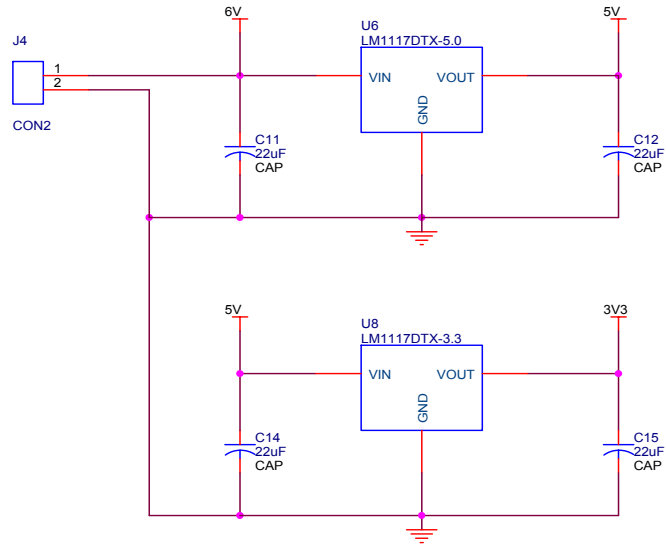 6V
5V
J4
U6
LM1117DTX-5.0
1
2
VIN
VOUT
GND
CON2
C11
22uF
CAP
C12
22uF
CAP
5V
3V3
U8
LM1117DTX-3.3
VIN
VOUT
GND
C14
22uF
CAP
C15
22uF
CAP